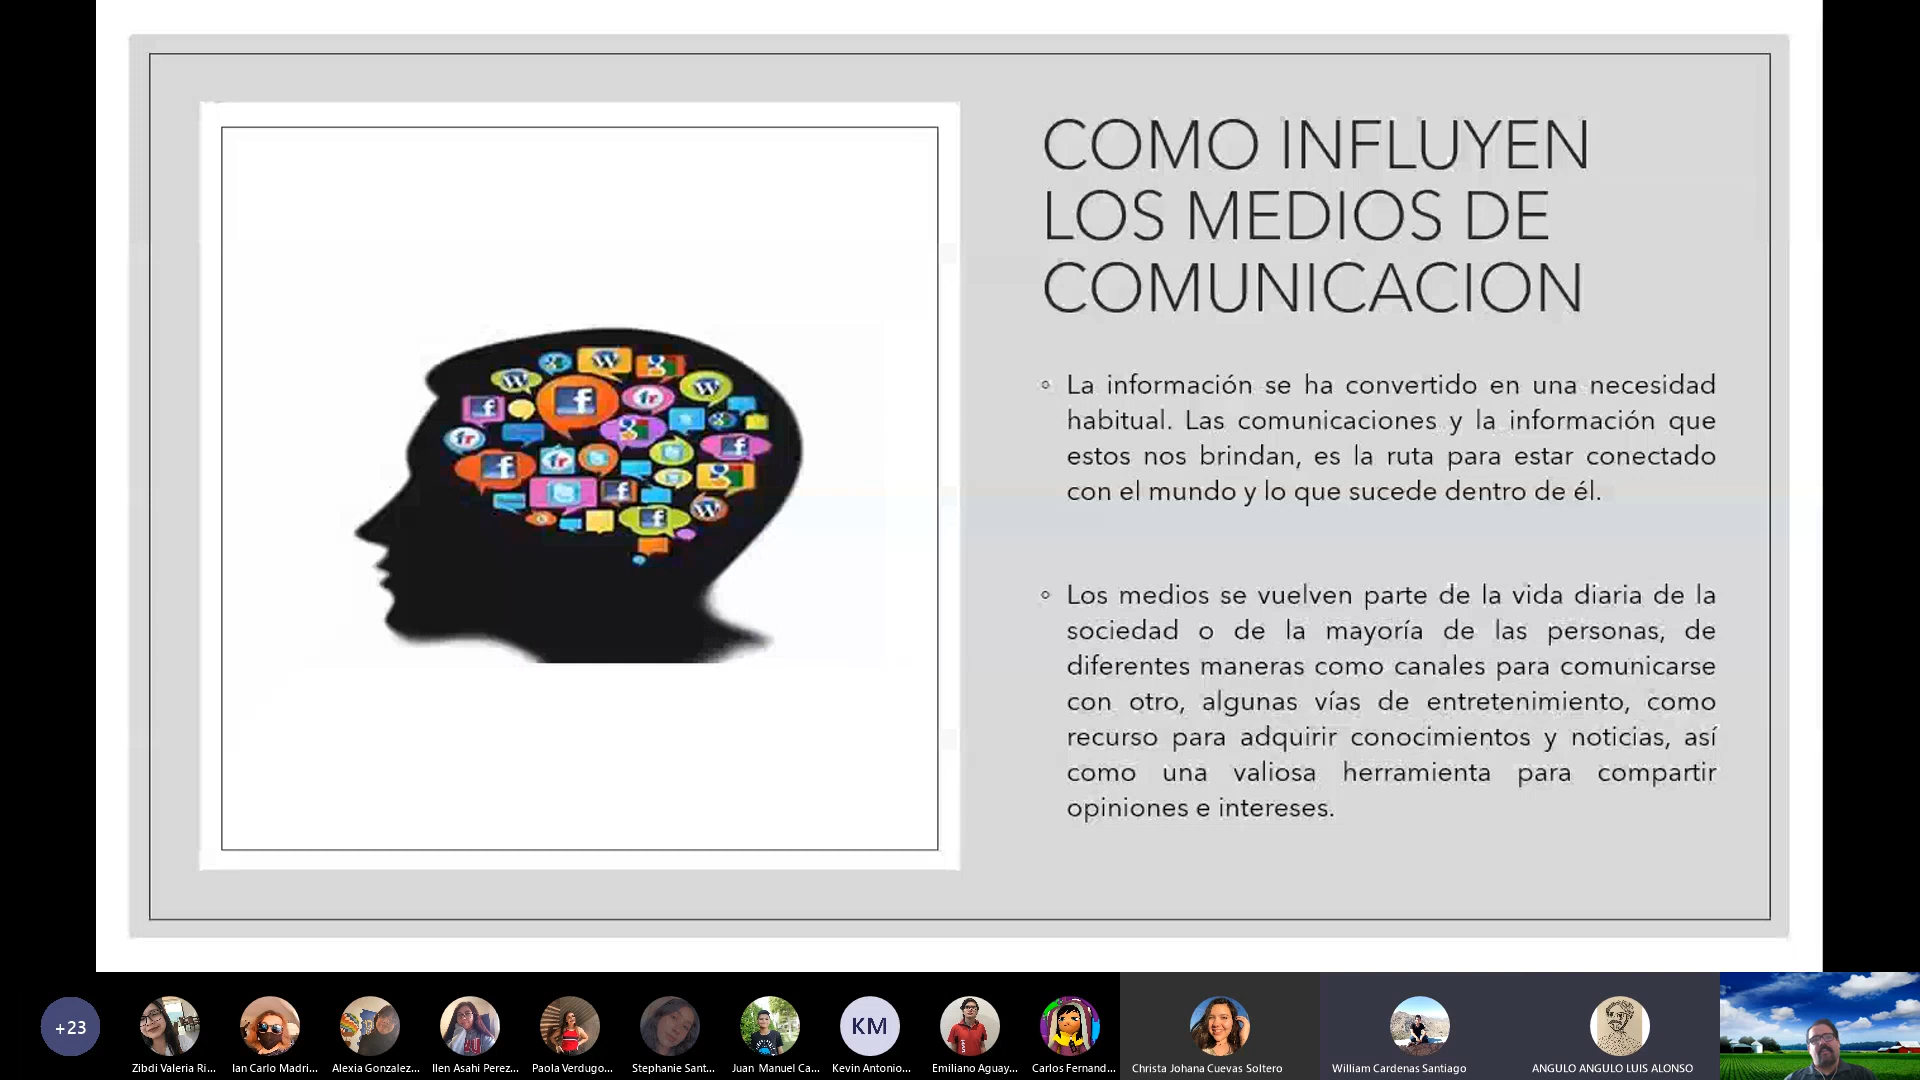 COMO INFLUYEN
LOS MEDIOS DE
COMUNICACION
◦ La información se ha convertido en una necesidad
habitual. Las comunicaciones y la información que
estos nos brindan, es la ruta para estar conectado
con el mundo y lo que sucede dentro de él.
◦ Los medios se vuelven parte de la vida diaria de la
sociedad o de la mayoría de las personas, de
diferentes maneras como canales para comunicarse
con otro, algunas vías de entretenimiento, como
recurso para adquirir conocimientos y noticias, así
como una valiosa herramienta para compartir
opiniones e intereses.
+23
KM
Zibdi Valeria Ri...
Ian Carlo Madri...
Alexia Gonzalez...
Ilen Asahi Perez...
Paola Verdugo...
Stephanie Sant...
Juan Manuel Ca...
Kevin Antonio...
Emiliano Aguay...
Carlos Fernand...
Christa Johana Cuevas Soltero
William Cardenas Santiago
ANGULO ANGULO LUIS ALONSO